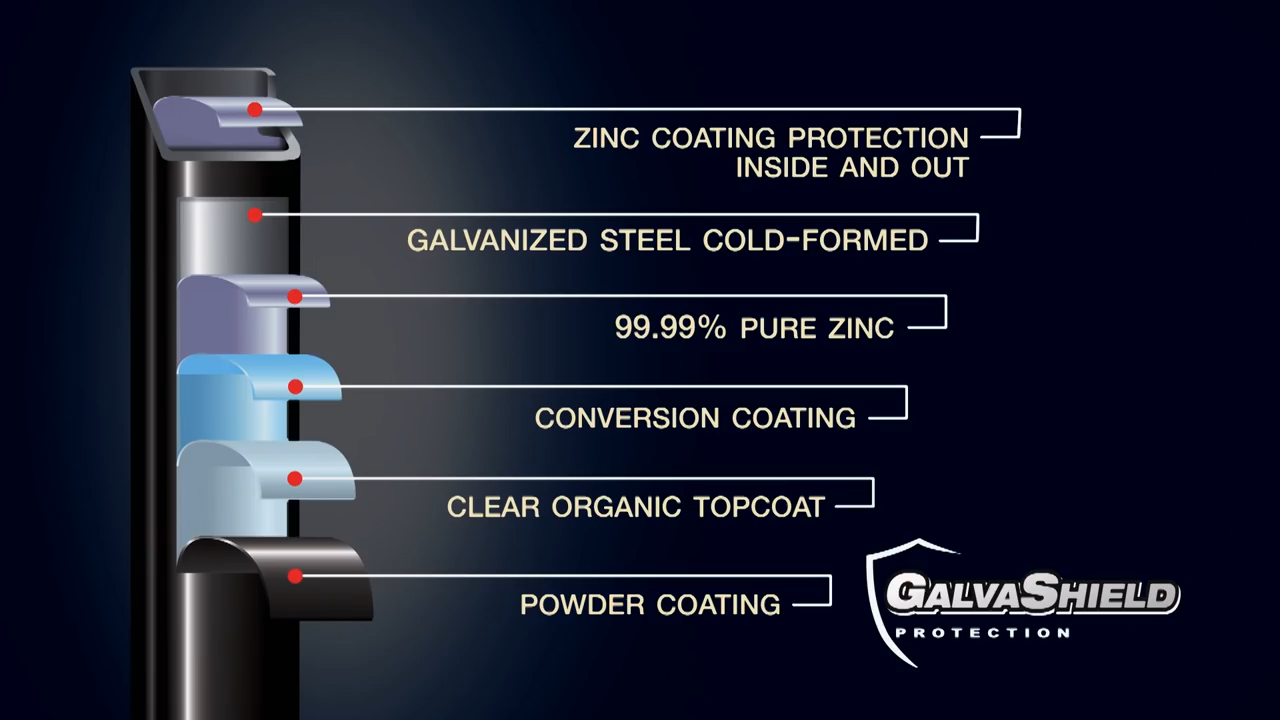 ZINC COATING PROTECTION
INSIDE AND OUT
GALVANIZED STEEL COLD-FORMED
99.99% PURE ZINC
CONVERSION COATING
CLEAR ORGANIC TOPCOAT
POWDER COATING
GALVASHIELD
PROTECTION